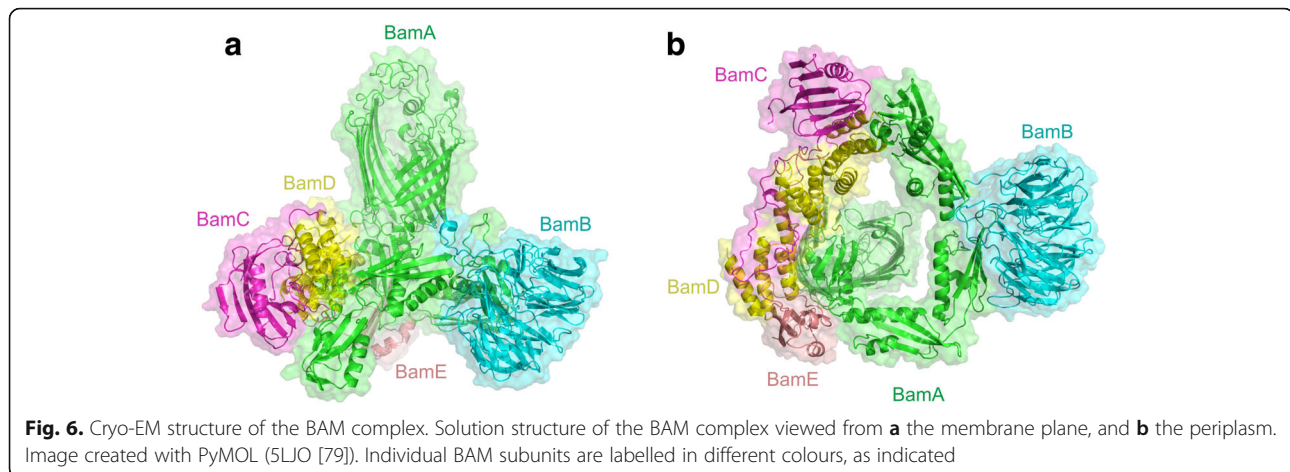 a
BamA
BamD
BamC
BamB
BamE
b
BamC
BamB
BamD
BamE
BamA
Fig. 6. Cryo-EM structure of the BAM complex. Solution structure of the BAM complex viewed from a the membrane plane, and b the periplasm.
Image created with PyMOL (5LJO [79]). Individual BAM subunits are labelled in different colours, as indicated